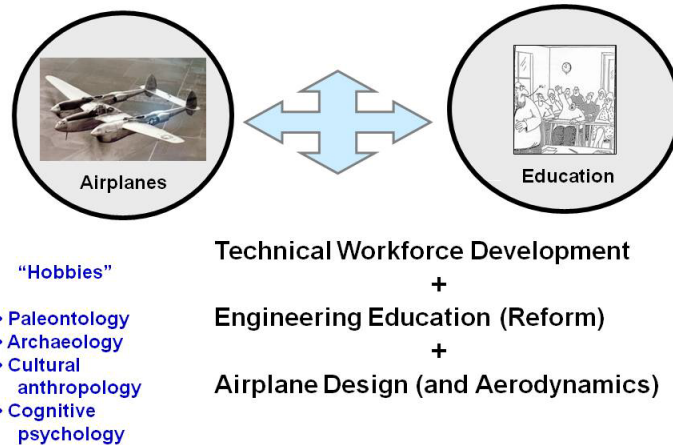 Airplanes
Education
Technical Workforce Development
+
Engineering Education (Reform)
+
Airplane Design (and Aerodynamics)
“Hobbies”
• Paleontology
• Archaeology
• Cultural
anthropology
• Cognitive
psychology